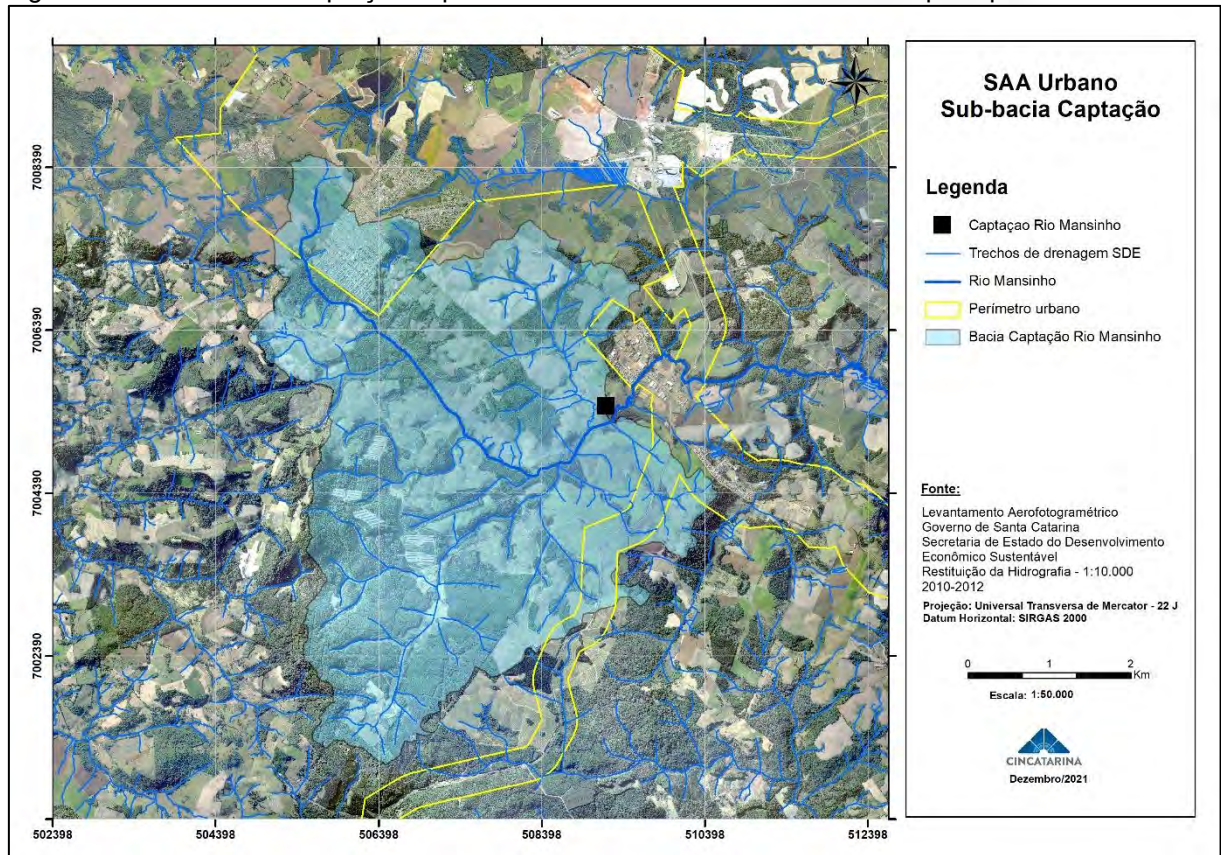 SAA Urbano
Sub-bacia Captação
Legenda
Captaçao Rio Mansinho
Trechos de drenagem SDE
Rio Mansinho
Perímetro urbano
Bacia Captação Rio Mansinho
Fonte:
Levantamento Aerofotogramétrico
Governo de Santa Catarina
Secretaria de Estado do Desenvolvimento
Econômico Sustentável
Restituição da Hidrografia - 1:10.000
2010-2012
Projeção: Universal Transversa de Mercator - 22 J
Datum Horizontal: SIRGAS 2000
0 1 2
Km
Escala: 1:50.000
CINCATARINA
Dezembro/2021
7008390
7006390
7004390
7002390
502398 504398 506398 508398 510398 512398